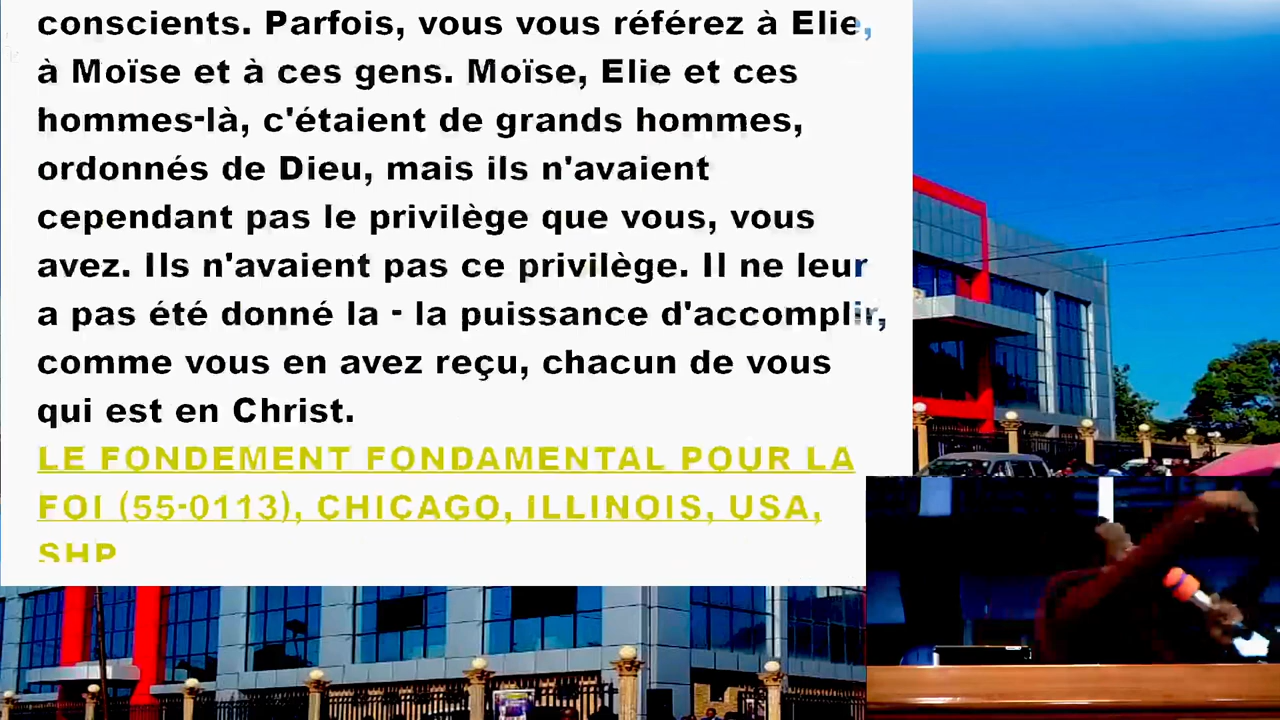 conscients. Parfois, vous vous référez à Elie,
à Moïse et à ces gens. Moïse, Elie et ces
hommes-là, c'étaient de grands hommes,
ordonnés de Dieu, mais ils n'avaient
cependant pas le privilège que vous, vous
avez. Ils n'avaient pas ce privilège. Il ne leur
a pas été donné la - la puissance d'accomplir,
comme vous en avez reçu, chacun de vous
qui est en Christ.
LE FONDEMENT FONDAMENTAL POUR LA
FOI (55-0113), CHICAGO, ILLINOIS, USA,
SHP